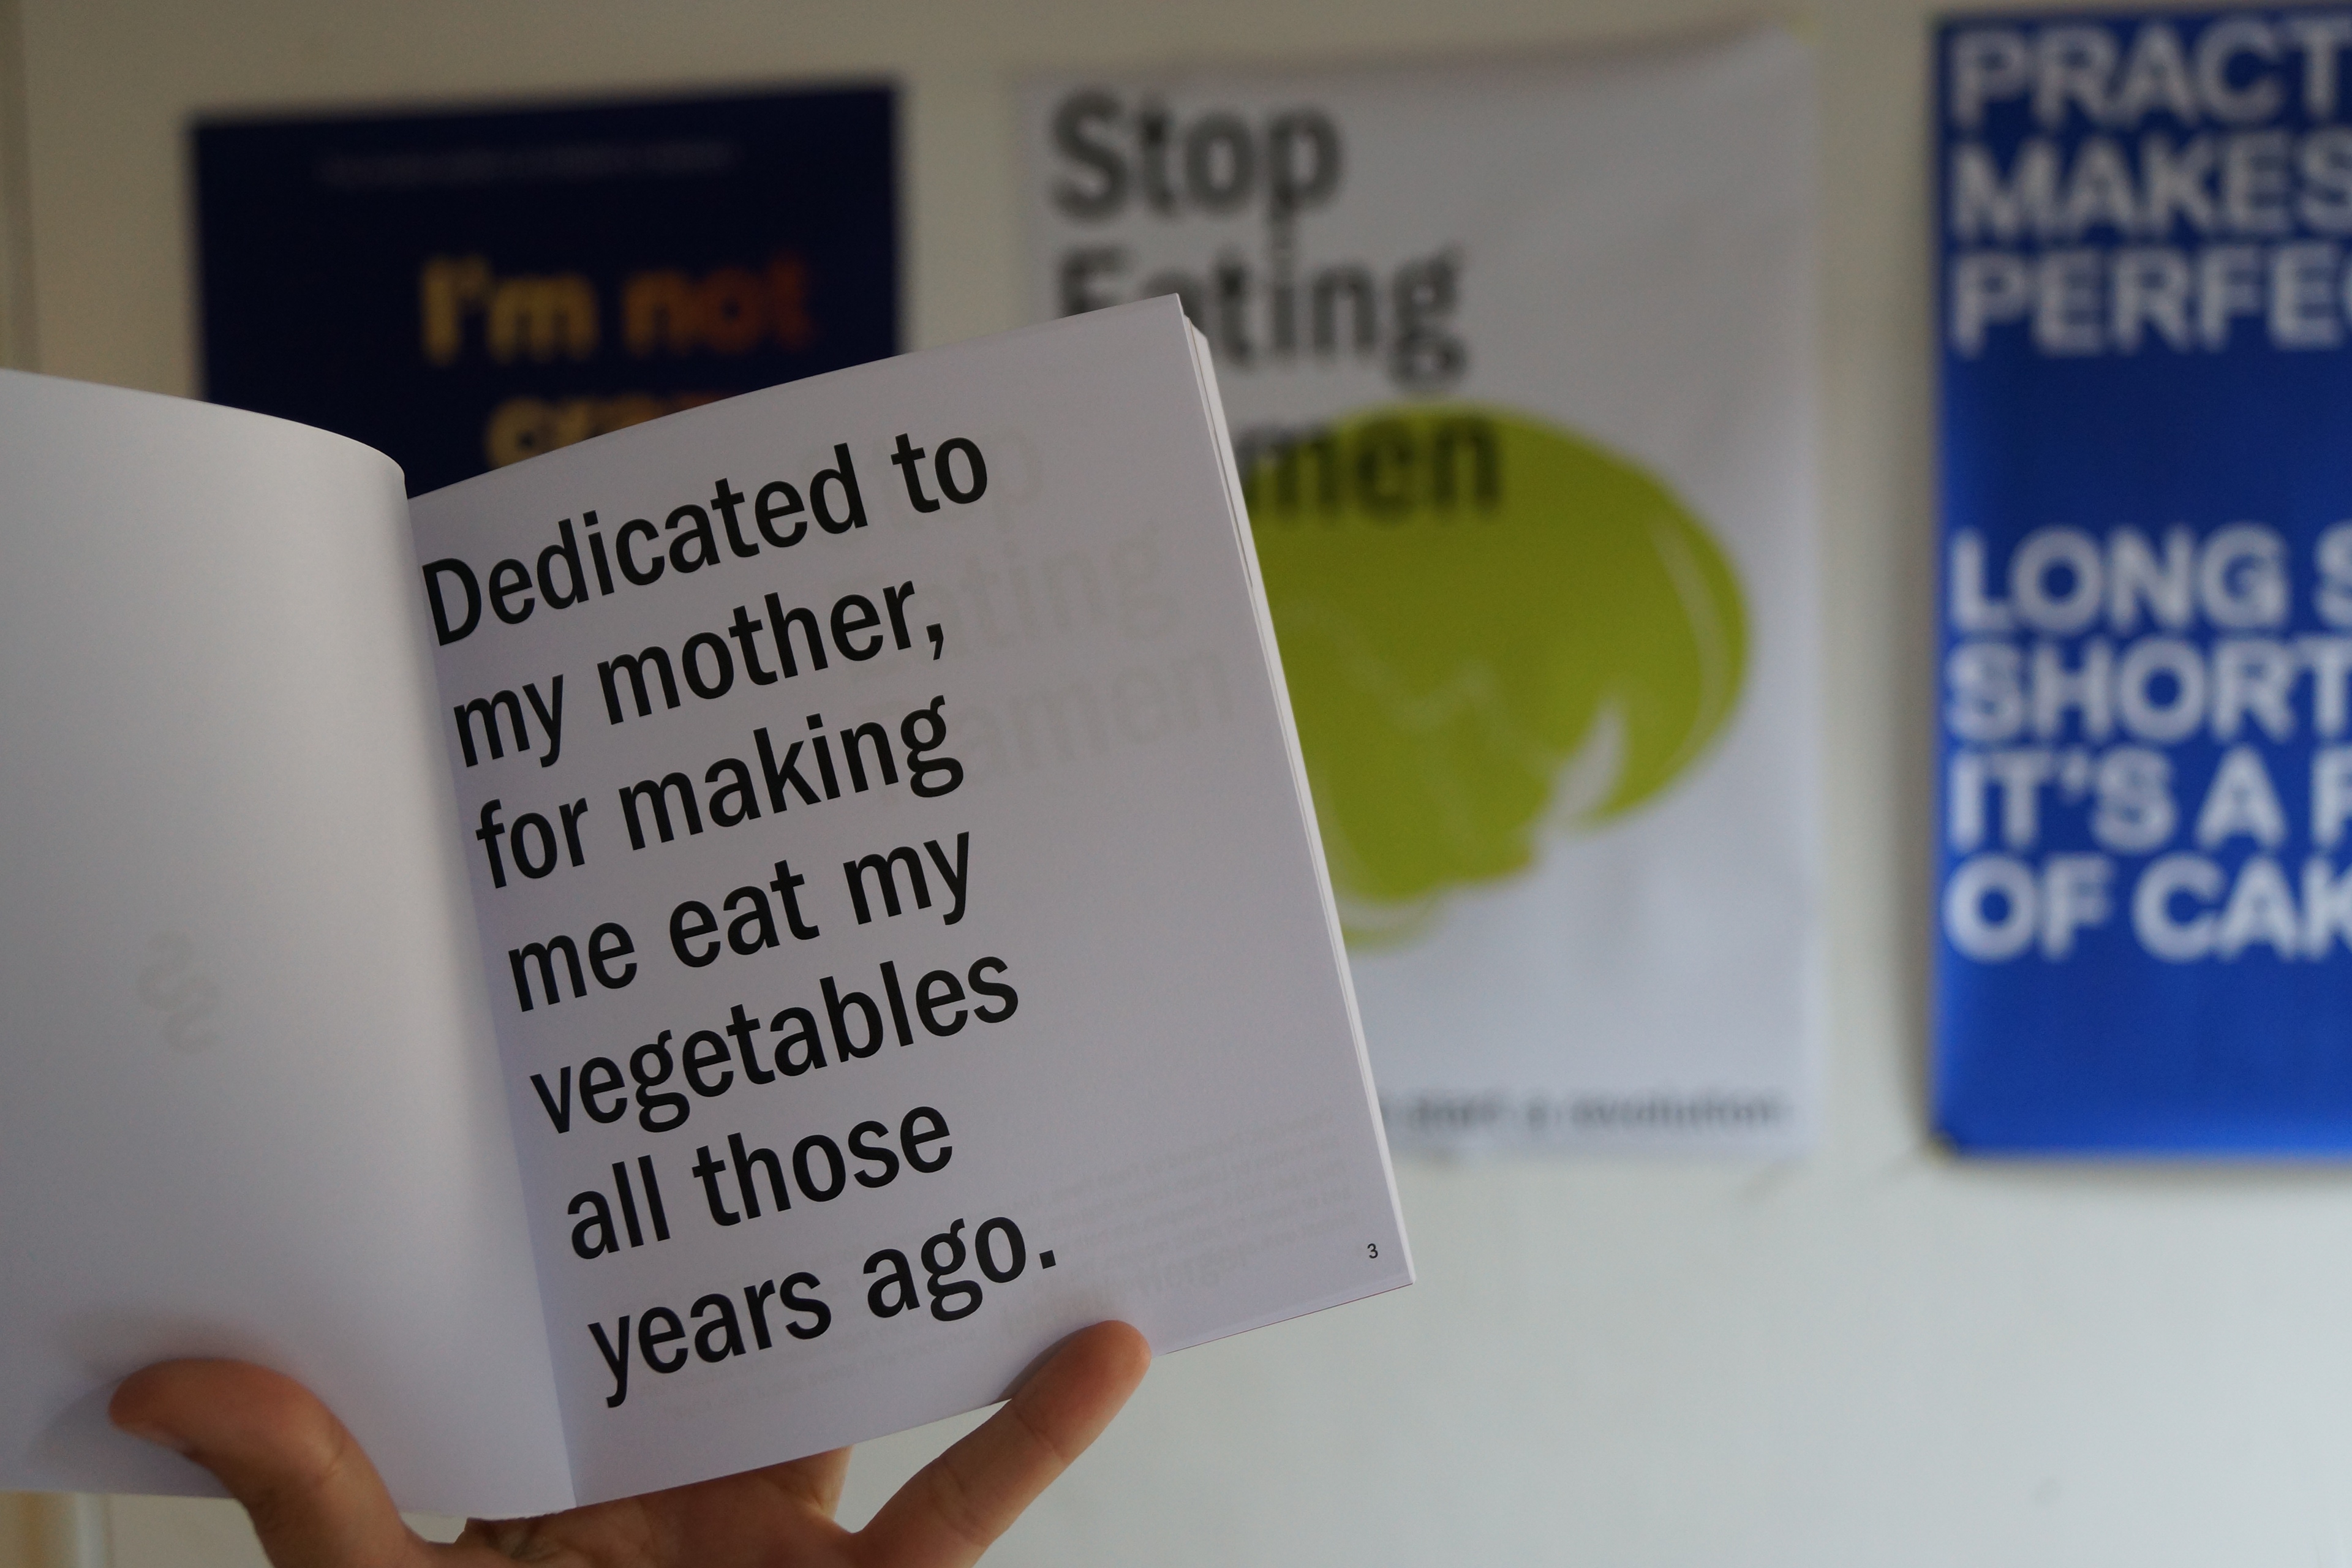 Dedicated to
my mother,
for making
me eat my
vegetables
all those
years ago.
3
I'm not
Stop
Eating
PRACT
MAKES
PERFE
LONG S
SHORT
IT'S A
OF CAK